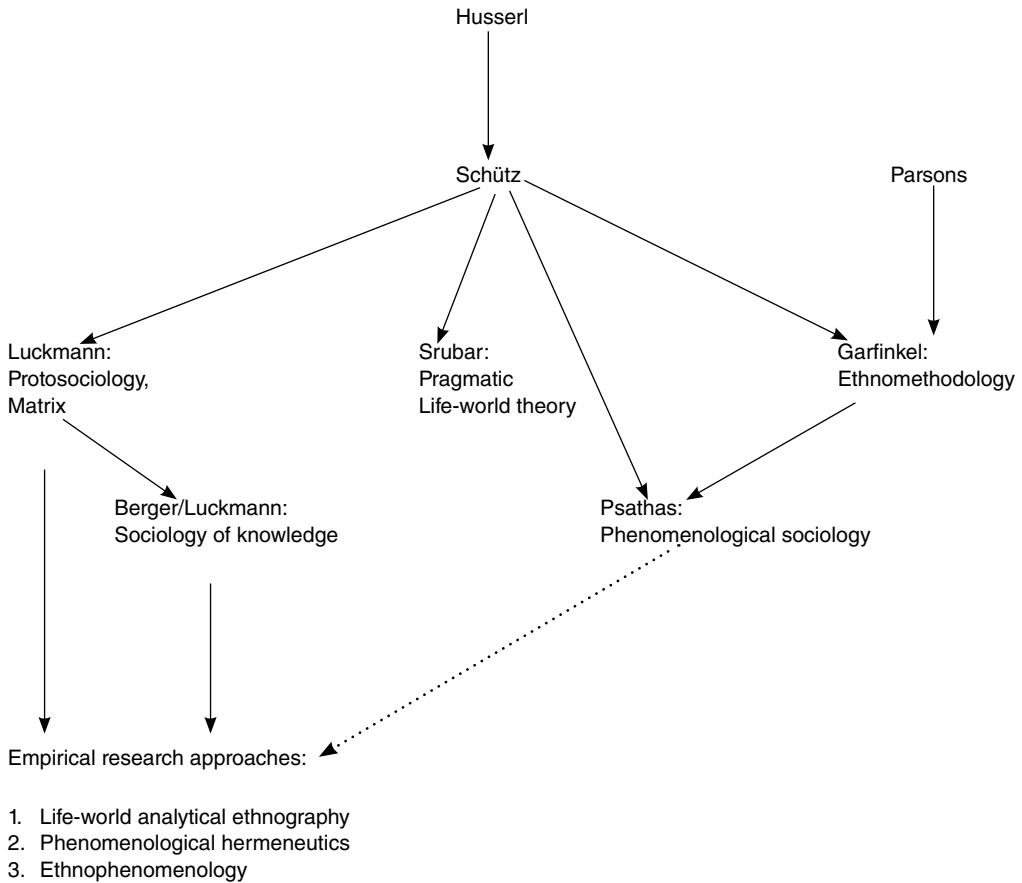 Husserl
Schütz
Parsons
Luckmann:
Protosociology,
Matrix
Srubar:
Pragmatic
Life-world theory
Garfinkel:
Ethnomethodology
Berger/Luckmann:
Sociology of knowledge
Psathas:
Phenomenological sociology
Empirical research approaches:
1. Life-world analytical ethnography
2. Phenomenological hermeneutics
3. Ethnophenomenology